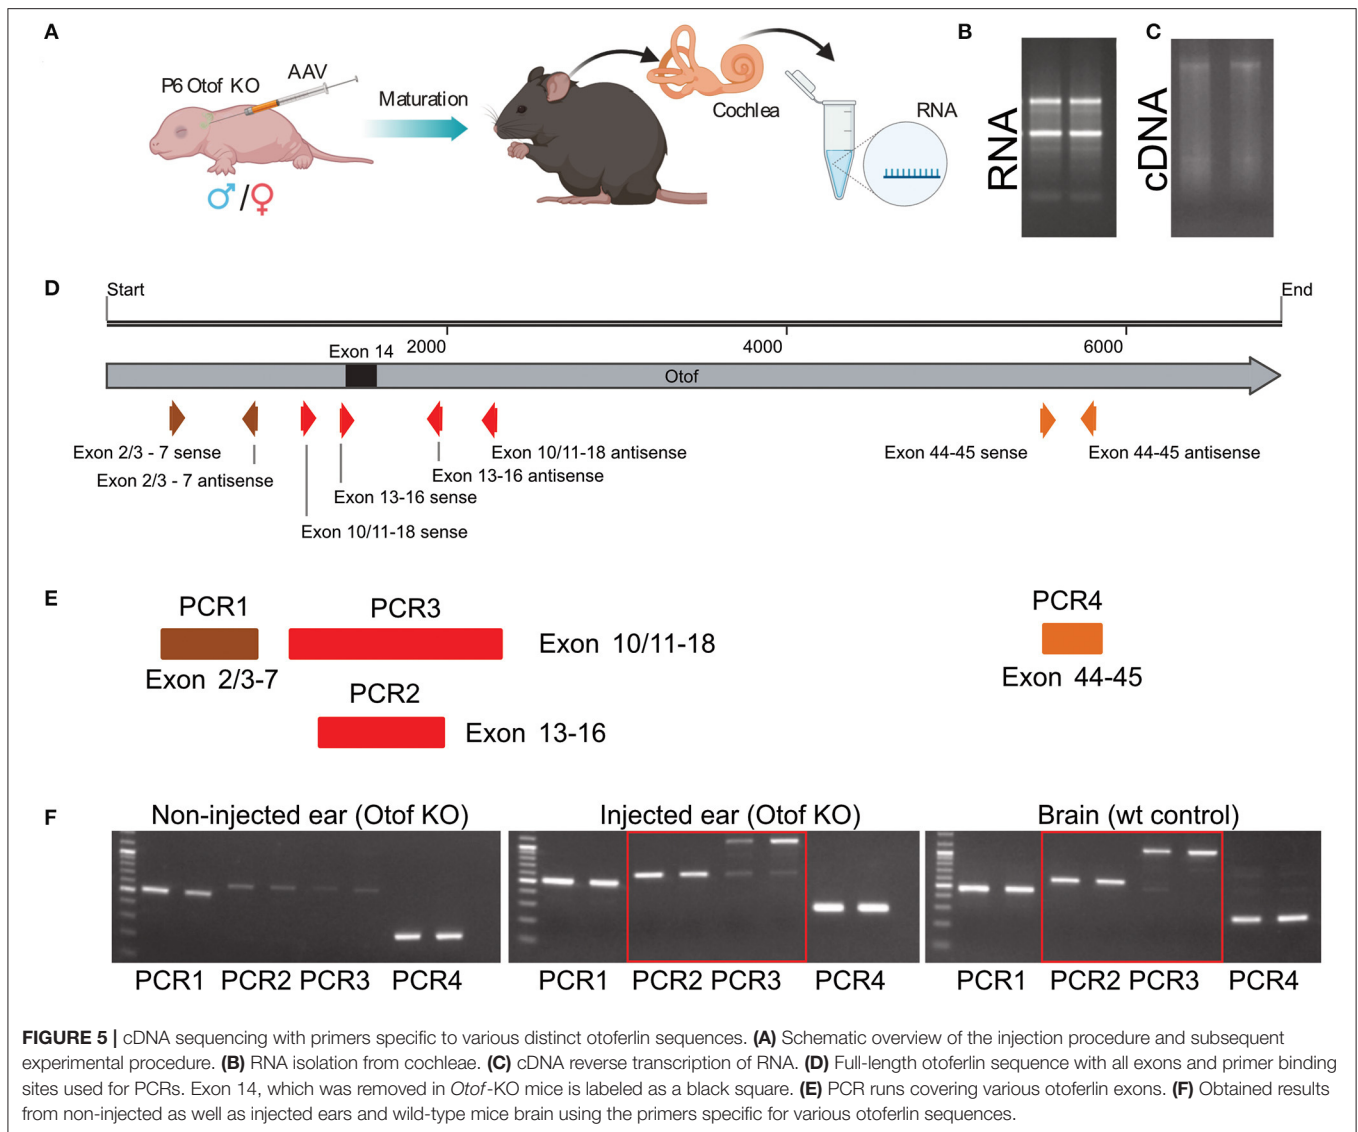 A
P6 Otof KO
AAV
Maturation
Cochlea
RNA
B
RNA
C
cDNA
D
Start
End
2000
4000
6000
Exon 14
Otof
Exon 2/3 - 7 sense
Exon 2/3 - 7 antisense
Exon 10/11-18 antisense
Exon 13-16 antisense
Exon 13-16 sense
Exon 10/11-18 sense
Exon 44-45 sense
Exon 44-45 antisense
E
PCR1
Exon 2/3-7
PCR3
Exon 10/11-18
PCR2
Exon 13-16
PCR4
Exon 44-45
F
Non-injected ear (Otof KO)
Injected ear (Otof KO)
Brain (wt control)
PCR1 PCR2 PCR3 PCR4
PCR1 PCR2 PCR3 PCR4
PCR1 PCR2 PCR3 PCR4
FIGURE 5 | cDNA sequencing with primers specific to various distinct otoferlin sequences. (A) Schematic overview of the injection procedure and subsequent
experimental procedure. (B) RNA isolation from cochleae. (C) cDNA reverse transcription of RNA. (D) Full-length otoferlin sequence with all exons and primer binding
sites used for PCRs. Exon 14, which was removed in Otof-KO mice is labeled as a black square. (E) PCR runs covering various otoferlin exons. (F) Obtained results
from non-injected as well as injected ears and wild-type mice brain using the primers specific for various otoferlin sequences.